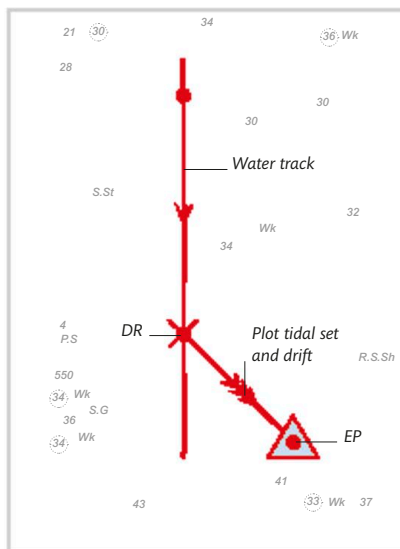 34
21 30
36 Wk
28
30
30
Water track
S.St
32
Wk
34
4
P.S
DR
Plot tidal set
and drift
R.S.Sh
550
34 Wk
S.G
36
34 Wk
EP
41
43
33 Wk 37